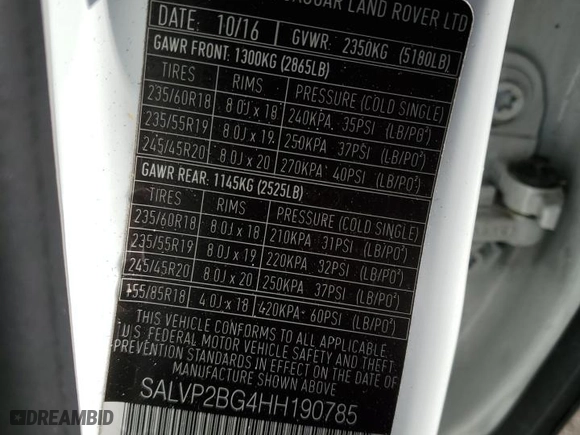 LAND ROVER LTD
DATE: 10/16 GVWR: 2350KG (5180LB)
GAWR FRONT: 1300KG (2865LB)
TIRES RIMS PRESSURE (COLD SINGLE)
235/60R18 8.0J x 18 240KPA 35PSI (LB/PO²)
235/55R19 8.0J x 19 250KPA 37PSI (LB/PO²)
245/45R20 8.0J x 20 270KPA 40PSI (LB/PO²)
GAWR REAR: 1145KG (2525LB)
TIRES RIMS PRESSURE (COLD SINGLE)
235/60R18 8.0J x 18 210KPA 31PSI (LB/PO²)
235/55R19 8.0J x 19 220KPA 32PSI (LB/PO²)
245/45R20 8.0J x 20 250KPA 37PSI (LB/PO²)
155/85R18 4.0J x 18 420KPA 60PSI (LB/PO²)
THIS VEHICLE CONFORMS TO ALL APPLICABLE
U.S. FEDERAL MOTOR VEHICLE SAFETY AND THEFT
PREVENTION STANDARDS IN EFFECT ON THE DATE OF
MANUFACTURE SHOWN ABOVE
SALVP2BG4HH190785
DREAMBID